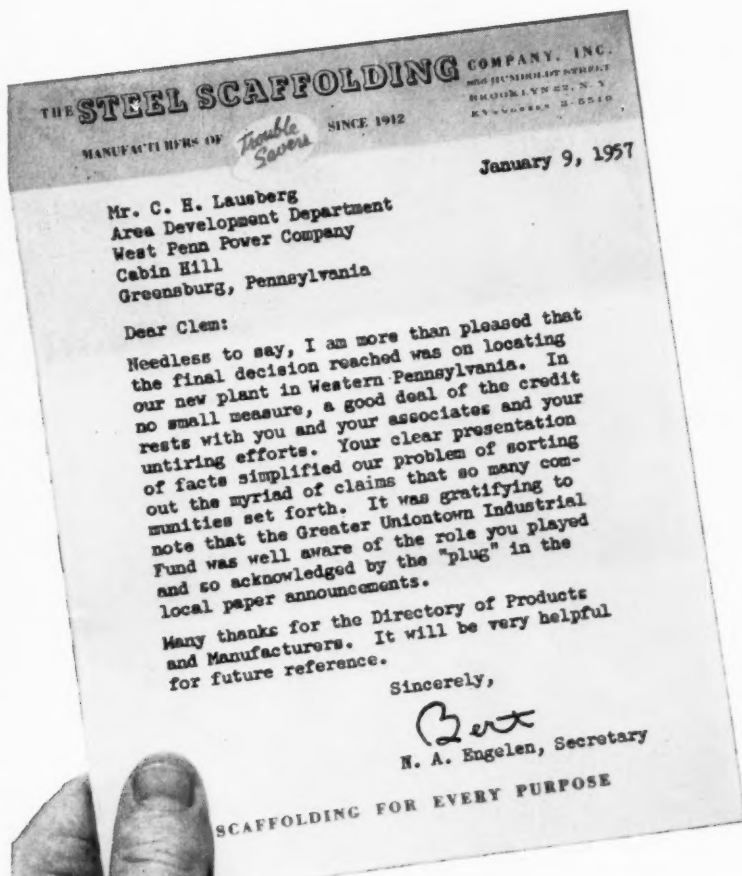 THE STEEL SCAFFOLDING COMPANY, INC.
HUMBOLDT STREET
BROOKLYN 22, N. Y.
MANUFACTURERS OF Trouble Savers SINCE 1912
January 9, 1957
Mr. C. H. Lausberg
Area Development Department
West Penn Power Company
Cabin Hill
Greensburg, Pennsylvania
Dear Clem:
Needless to say, I am more than pleased that
the final decision reached was on locating
our new plant in Western Pennsylvania. In
no small measure, a good deal of the credit
rests with you and your associates and your
untiring efforts. Your clear presentation
of facts simplified our problem of sorting
out the myriad of claims that so many com-
munities set forth. It was gratifying to
note that the Greater Uniontown Industrial
Fund was well aware of the role you played
and so acknowledged by the "plug" in the
local paper announcements.
Many thanks for the Directory of Products
and Manufacturers. It will be very helpful
for future reference.
Sincerely,
Bert
N. A. Engelen, Secretary
SCAFFOLDING FOR EVERY PURPOSE